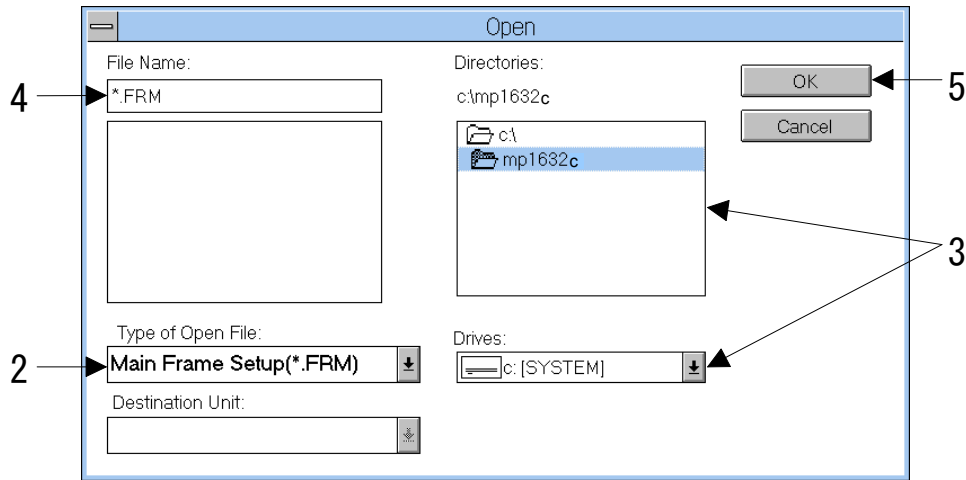 Open
File Name:
*.FRM
Directories:
c:\mp1632c
c:\
mp1632c
OK
Cancel
4
5
3
Type of Open File:
Main Frame Setup(*.FRM)
2
Drives:
c: [SYSTEM]
Destination Unit: